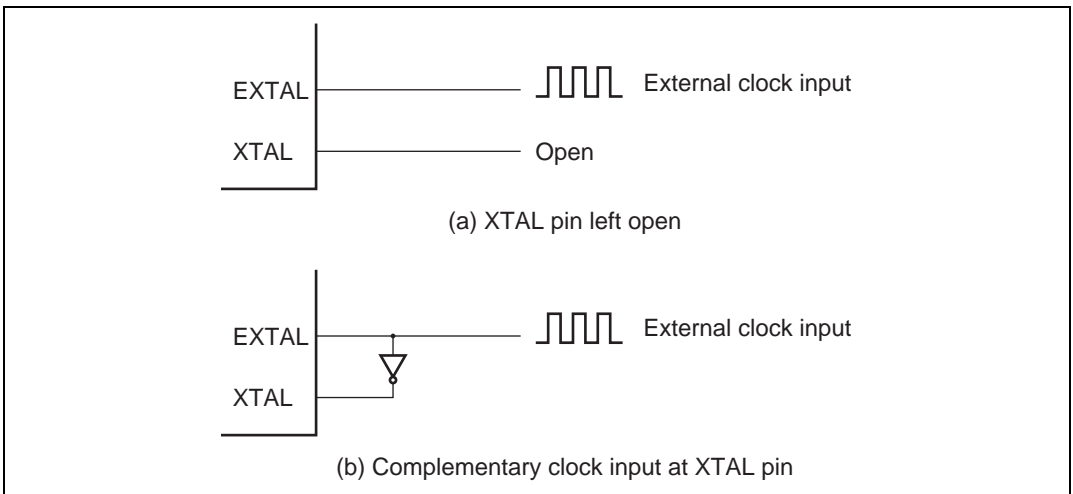 EXTAL
External clock input
XTAL
Open
(a) XTAL pin left open
EXTAL
External clock input
XTAL
(b) Complementary clock input at XTAL pin